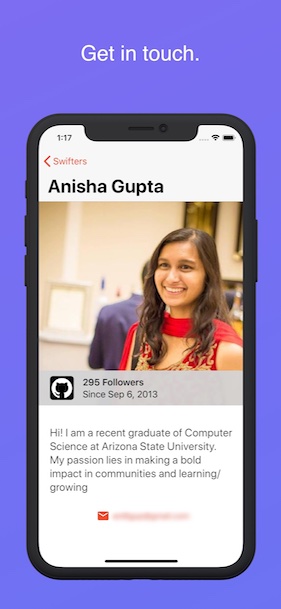 Get in touch.
1:17
Swifters
Anisha Gupta
295 Followers
Since Sep 6, 2013
Hi! I am a recent graduate of Computer
Science at Arizona State University.
My passion lies in making a bold
impact in communities and learning/
growing